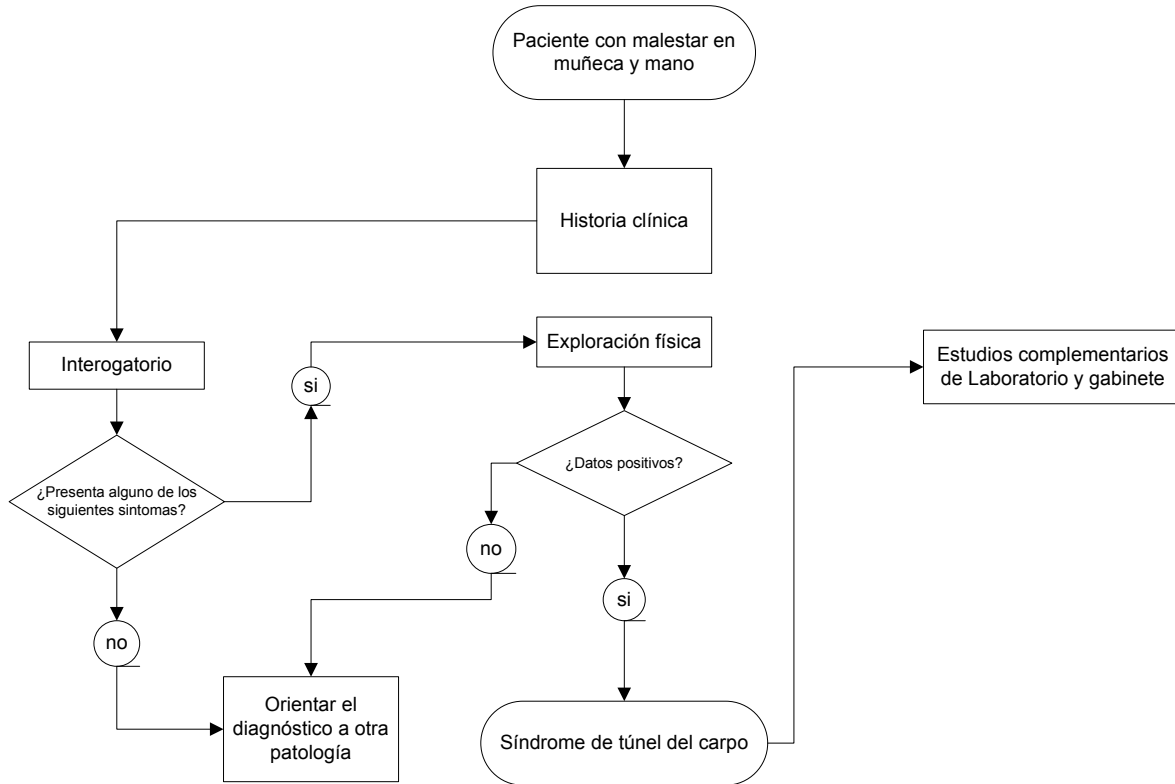 Paciente con malestar en
muñeca y mano
Historia clínica
Interogatorio
¿Presenta alguno de los
siguientes sintomas?
si
no
Exploración física
¿Datos positivos?
no
si
Orientar el
diagnóstico a otra
patología
Síndrome de túnel del carpo
Estudios complementarios
de Laboratorio y gabinete